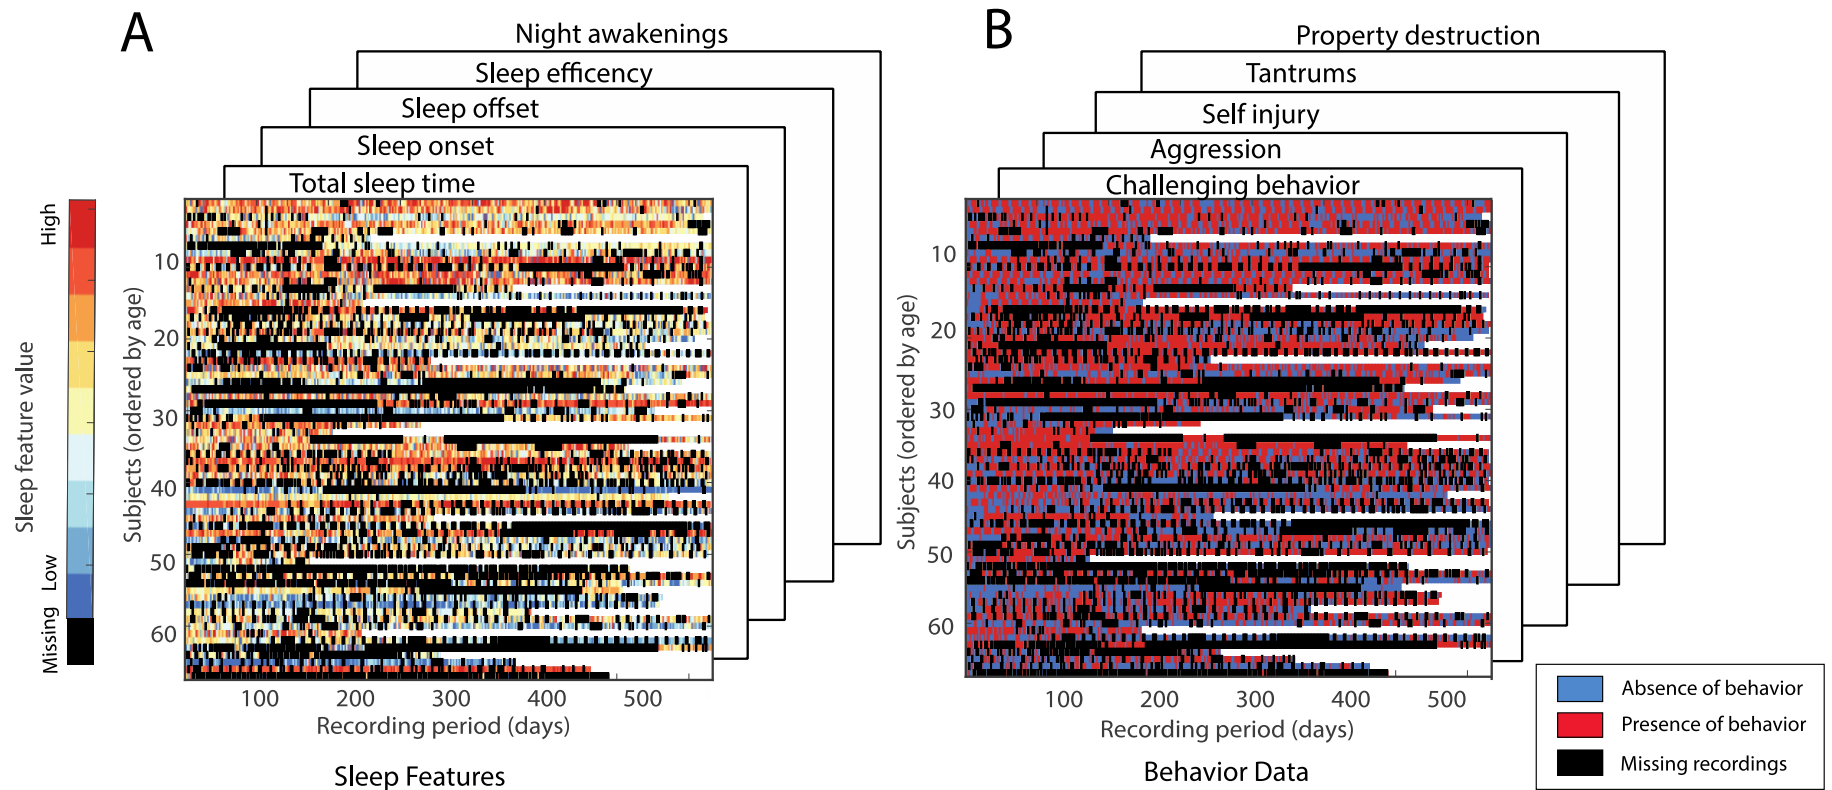 A
Night awakenings
Sleep efficency
Sleep offset
Sleep onset
Total sleep time
High
Low
Missing
Sleep feature value
Subjects (ordered by age)
10
20
30
40
50
60
100 200 300 400 500
Recording period (days)
Sleep Features
B
Property destruction
Tantrums
Self injury
Aggression
Challenging behavior
Subjects (ordered by age)
10
20
30
40
50
60
100 200 300 400 500
Recording period (days)
Behavior Data
Absence of behavior
Presence of behavior
Missing recordings